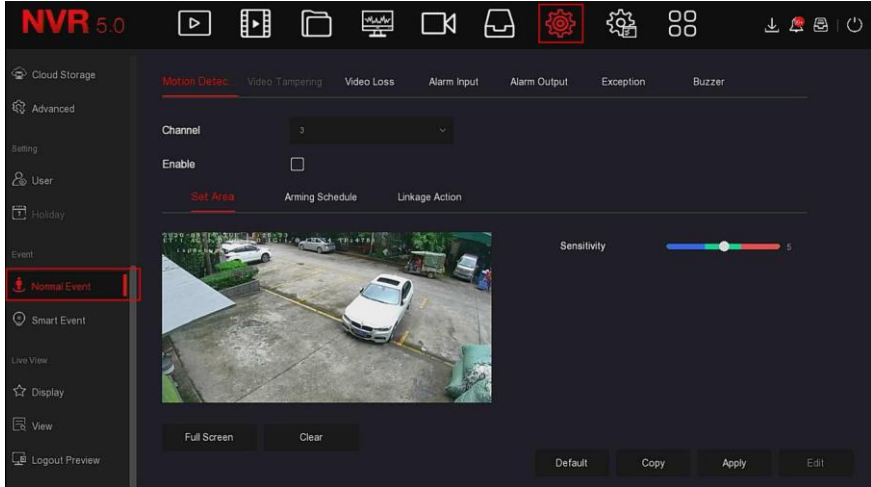 NVR 5.0
Cloud Storage
Advanced
Setting
User
Holiday
Event
Normal Event
Smart Event
Live View
Display
View
Logout Preview
Motion Detec.. Video Tampering Video Loss Alarm Input Alarm Output Exception Buzzer
Channel 3
Enable
Set Area Arming Schedule Linkage Action
Sensitivity 5
Full Screen Clear
Default Copy Apply Edit